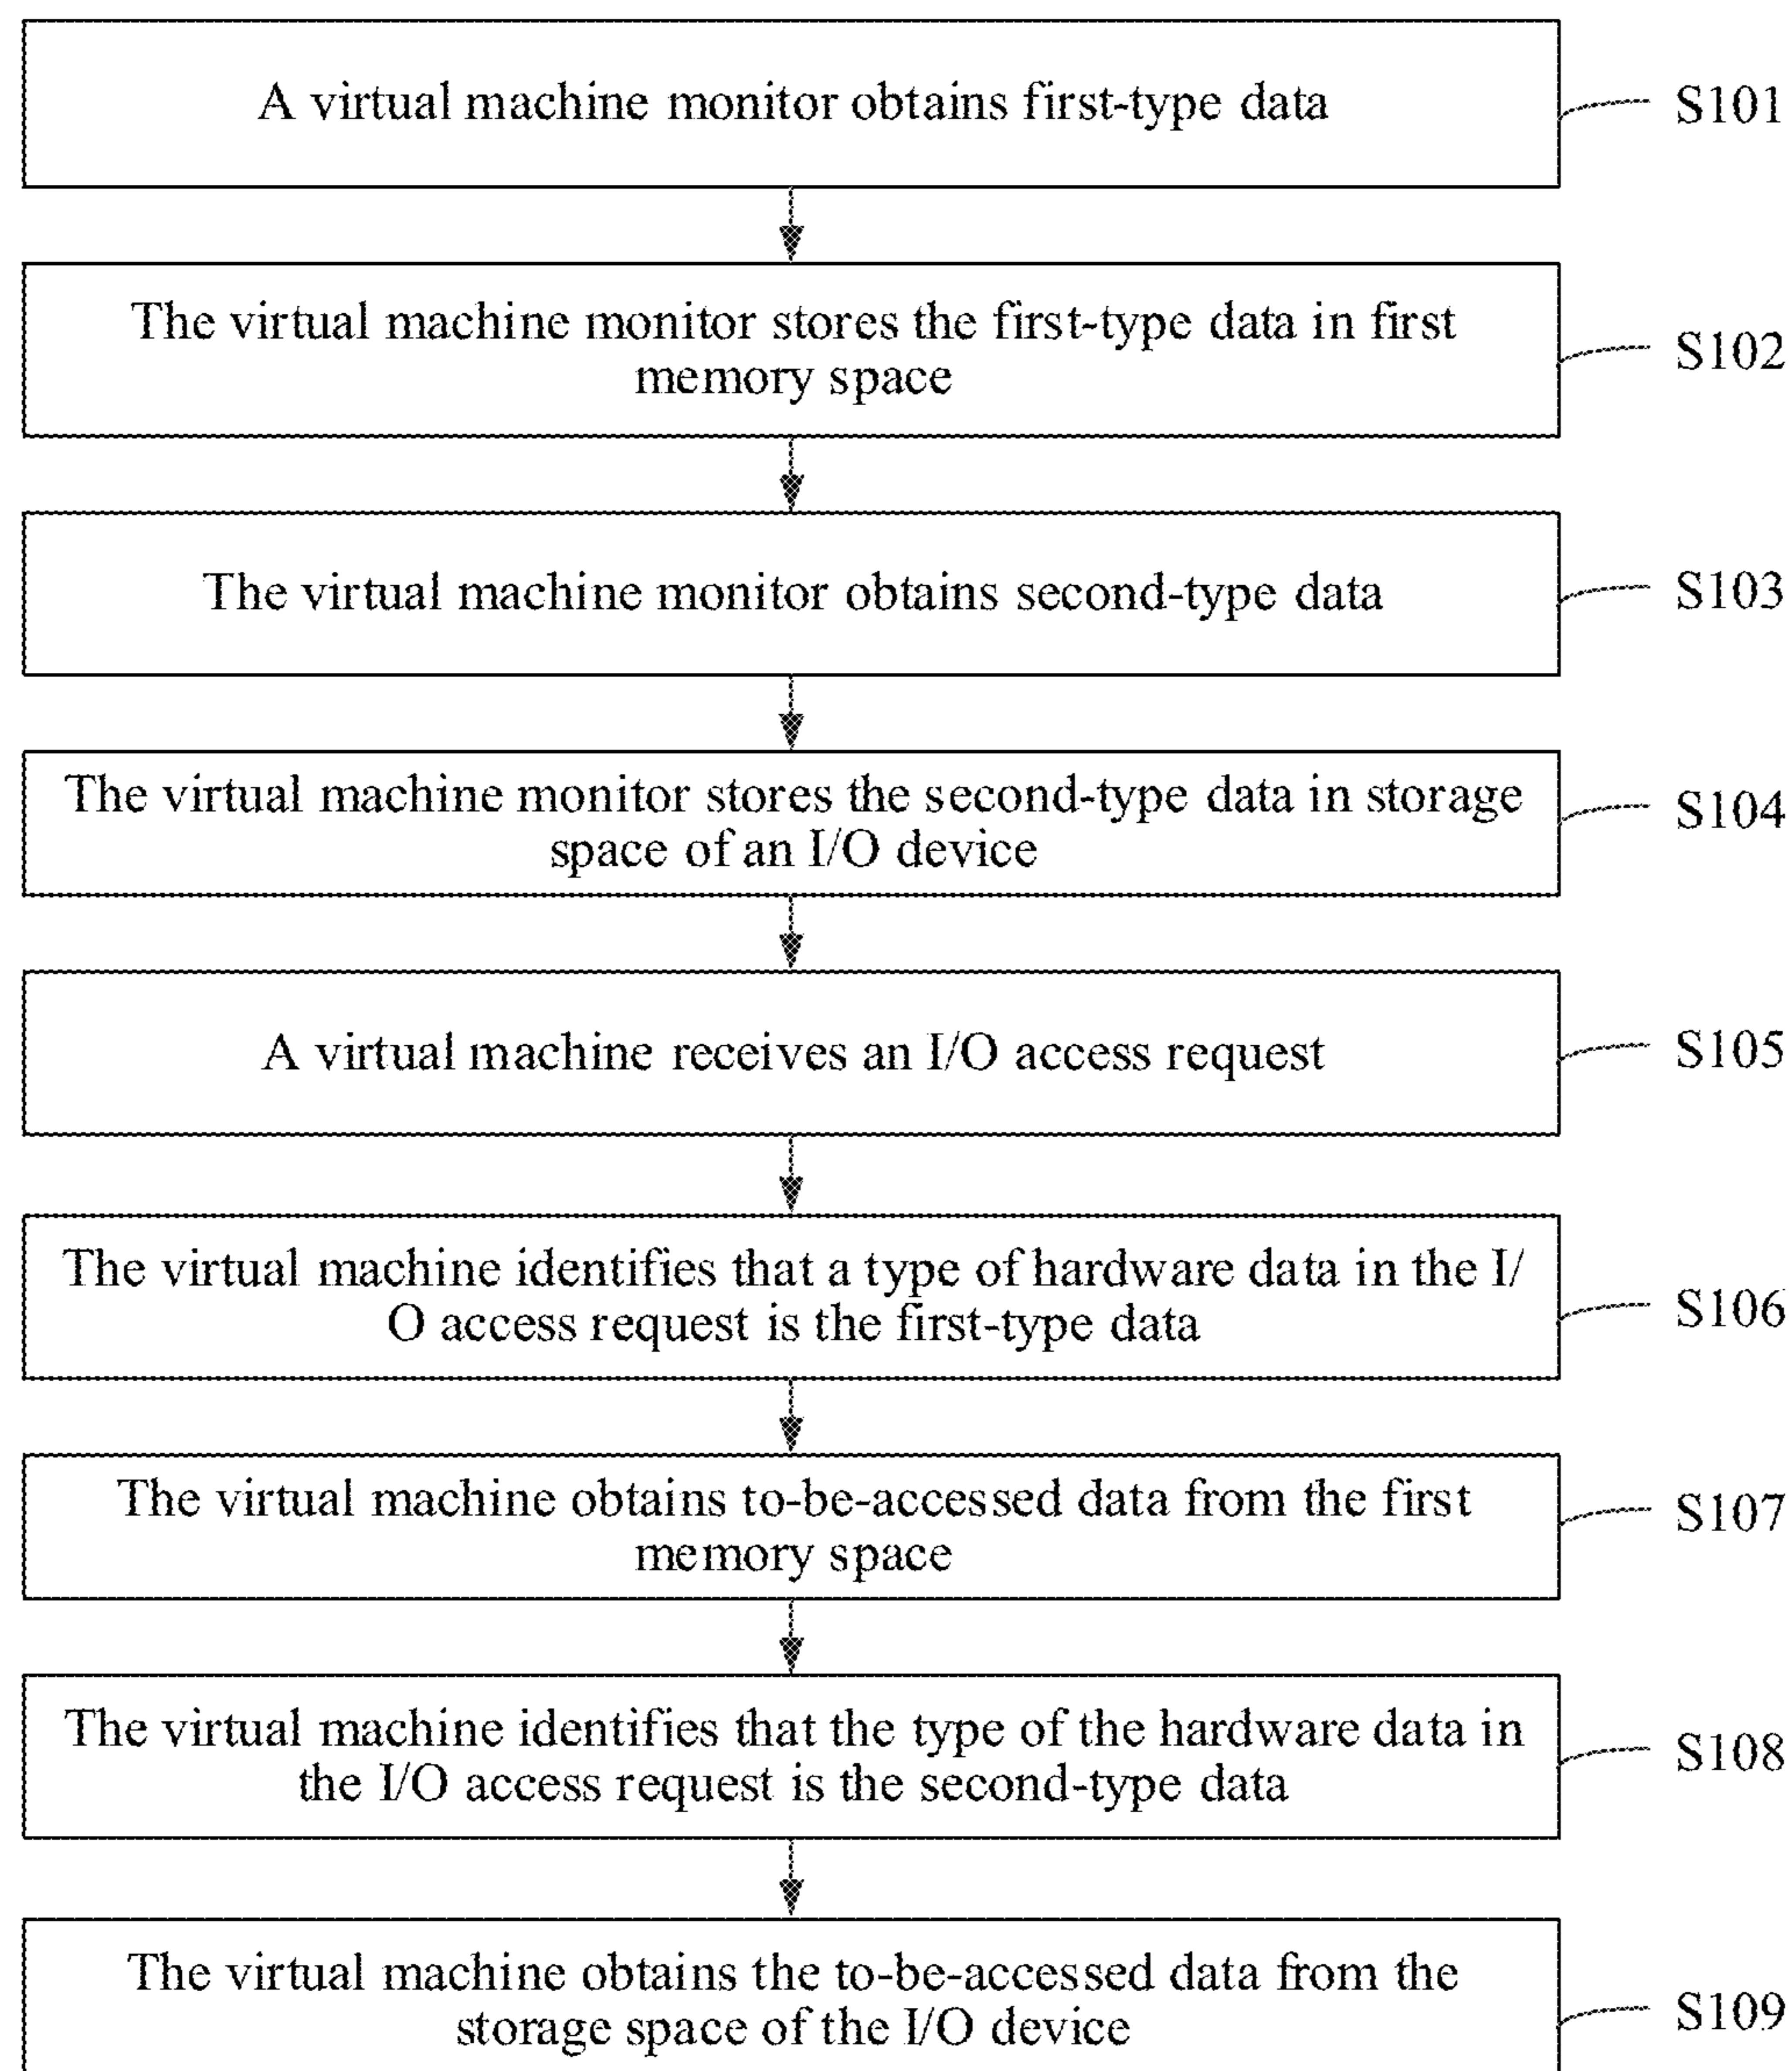 A virtual machine monitor obtains first-type data
S101
The virtual machine monitor stores the first-type data in first
memory space
S102
The virtual machine monitor obtains second-type data
S103
The virtual machine monitor stores the second-type data in storage
space of an I/O device
S104
A virtual machine receives an I/O access request
S105
The virtual machine identifies that a type of hardware data in the I/
O access request is the first-type data
S106
The virtual machine obtains to-be-accessed data from the first
memory space
S107
The virtual machine identifies that the type of the hardware data in
the I/O access request is the second-type data
S108
The virtual machine obtains the to-be-accessed data from the
storage space of the I/O device
S109